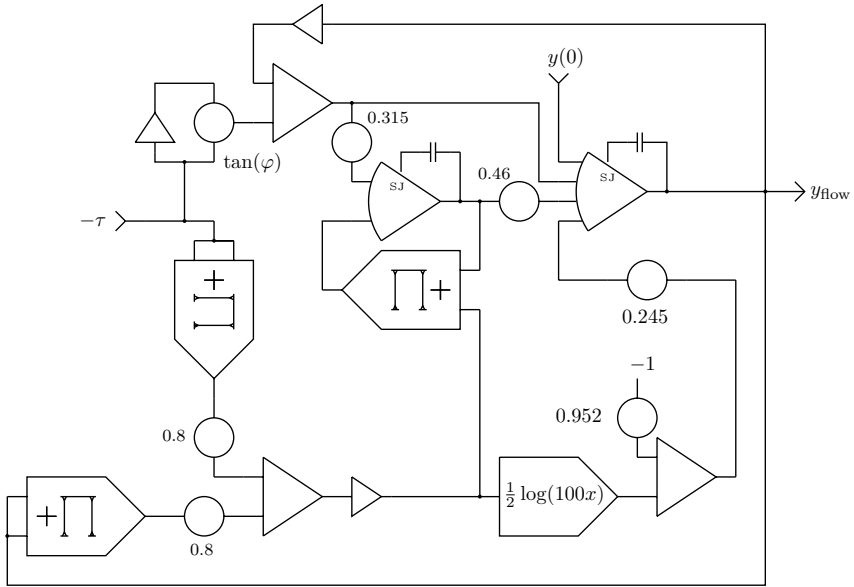 y(0)
0.315
tan(φ)
SJ
0.46
SJ
−τ
y_flow
+
∏
∏+
0.245
−1
0.952
0.8
½ log(100x)
+∏
0.8